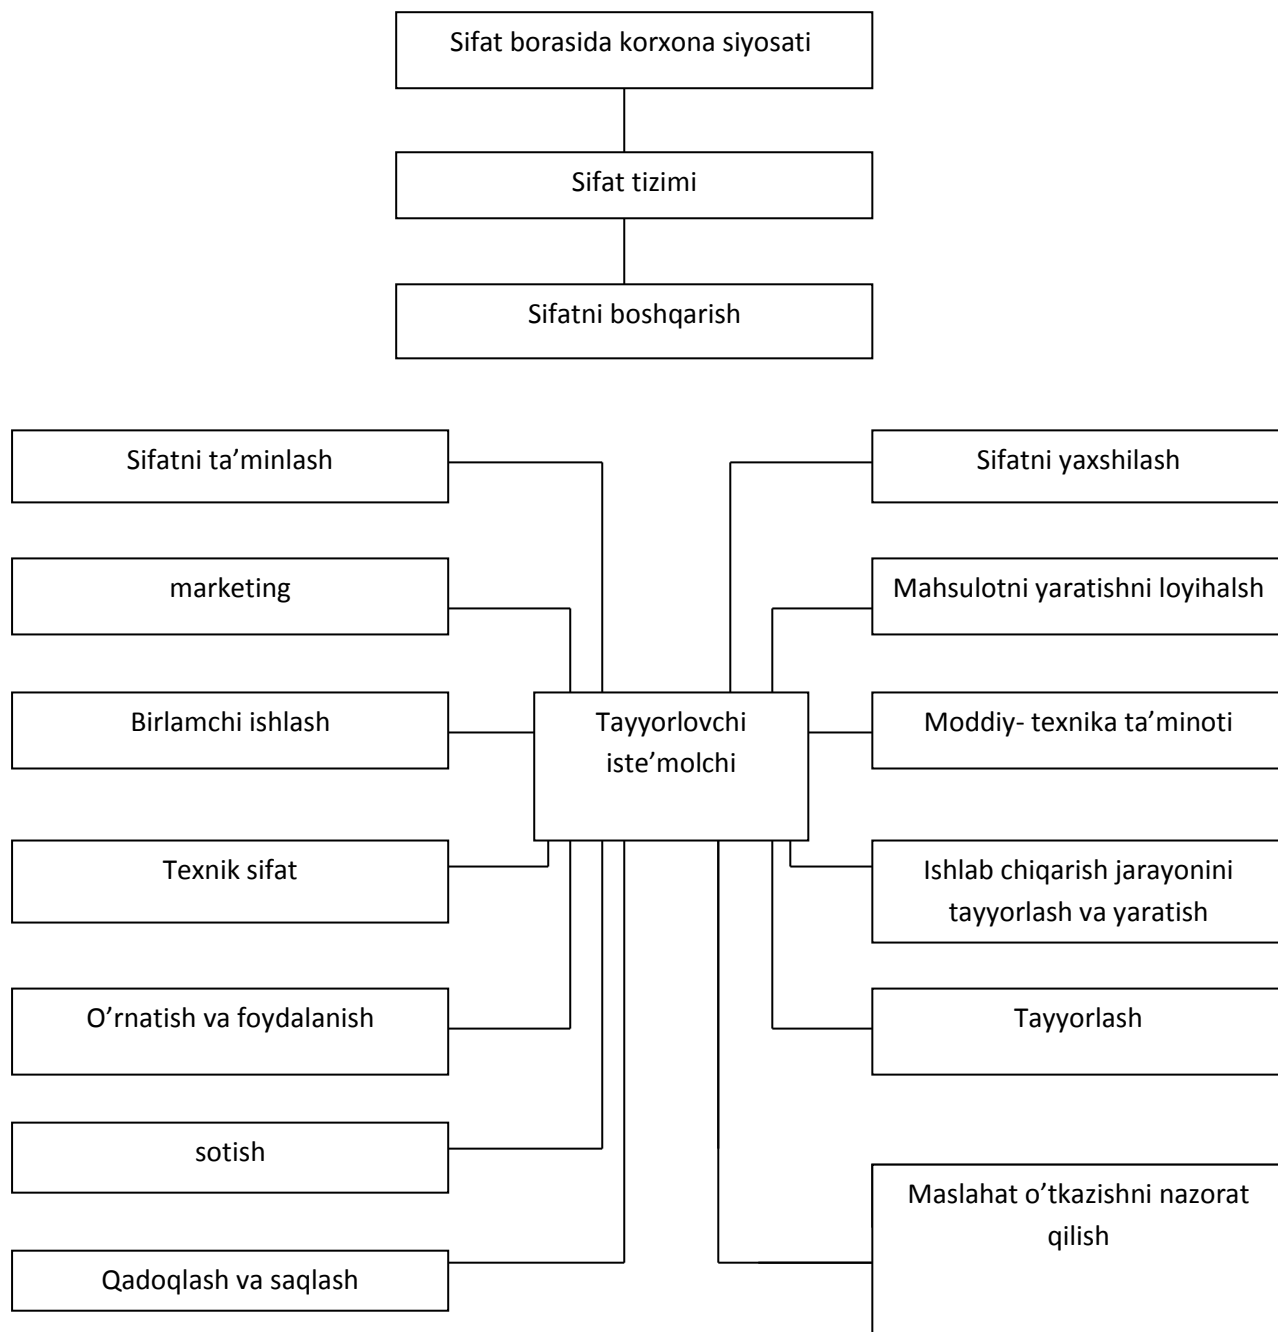 Sifat borasida korxona siyosati
Sifat tizimi
Sifatni boshqarish
Sifatni ta’minlash
Sifatni yaxshilash
marketing
Mahsulotni yaratishni loyihalsh
Birlamchi ishlash
Tayyorlovchi
iste’molchi
Moddiy- texnika ta’minoti
Texnik sifat
Ishlab chiqarish jarayonini
tayyorlash va yaratish
O’rnatish va foydalanish
Tayyorlash
sotish
Maslahat o’tkazishni nazorat
qilish
Qadoqlash va saqlash